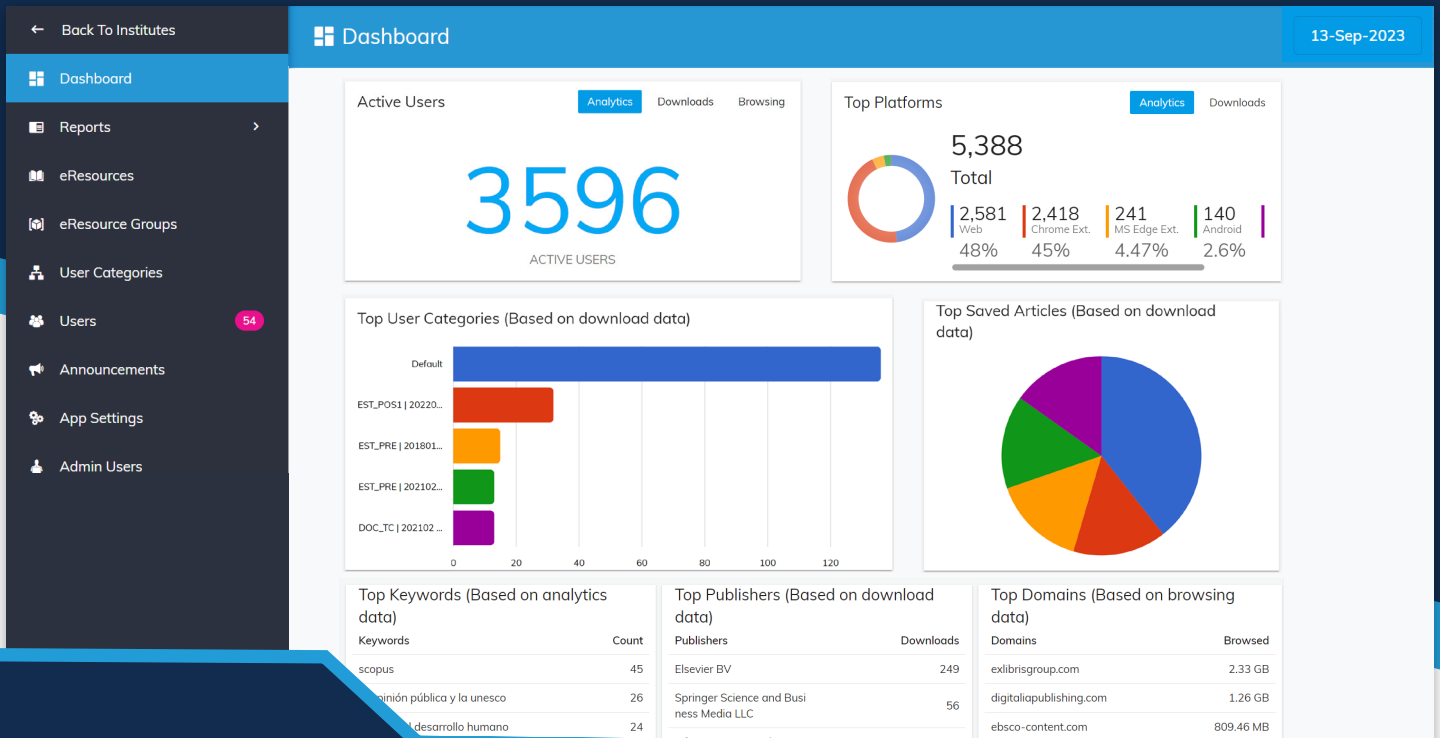 Back To Institutes
Dashboard
Reports
eResources
eResource Groups
User Categories
Users
54
Announcements
App Settings
Admin Users
Dashboard
13-Sep-2023
Active Users
Analytics
Downloads
Browsing
3596
ACTIVE USERS
Top Platforms
Analytics
Downloads
5,388
Total
2,581
Web
48%
2,418
Chrome Ext.
45%
241
MS Edge Ext.
4.47%
140
Android
2.6%
Top User Categories (Based on download data)
Default
EST_POS1 | 20220...
EST_PRE | 201801...
EST_PRE | 202102...
DOC_TC | 202102 ...
0 20 40 60 80 100 120
Top Saved Articles (Based on download
data)
Top Keywords (Based on analytics
data)
Keywords Count
scopus 45
pública y la unesco 26
desarrollo humano 24
Top Publishers (Based on download
data)
Publishers Downloads
Elsevier BV 249
Springer Science and Busi
ness Media LLC
56
Top Domains (Based on browsing
data)
Domains Browsed
exlibrisgroup.com 2.33 GB
digitaliapublishing.com 1.26 GB
ebsco-content.com 809.46 MB